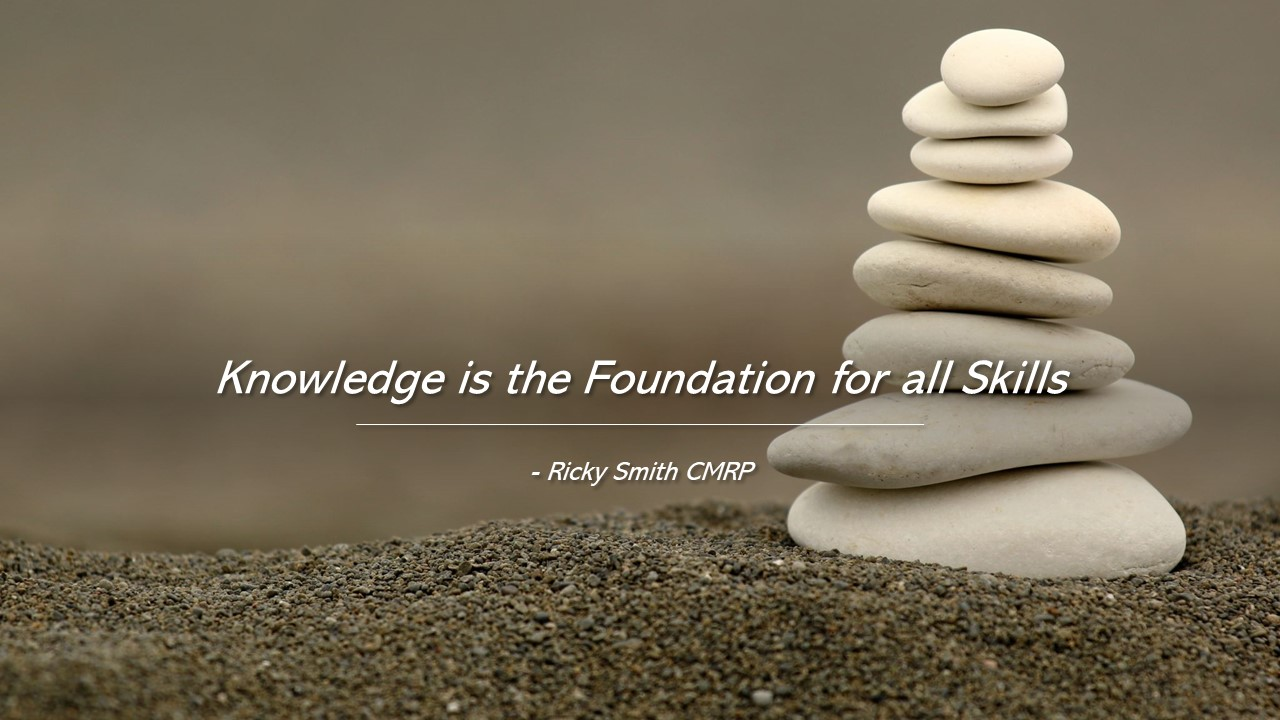 Knowledge is the Foundation for all Skills
- Ricky Smith CMRP